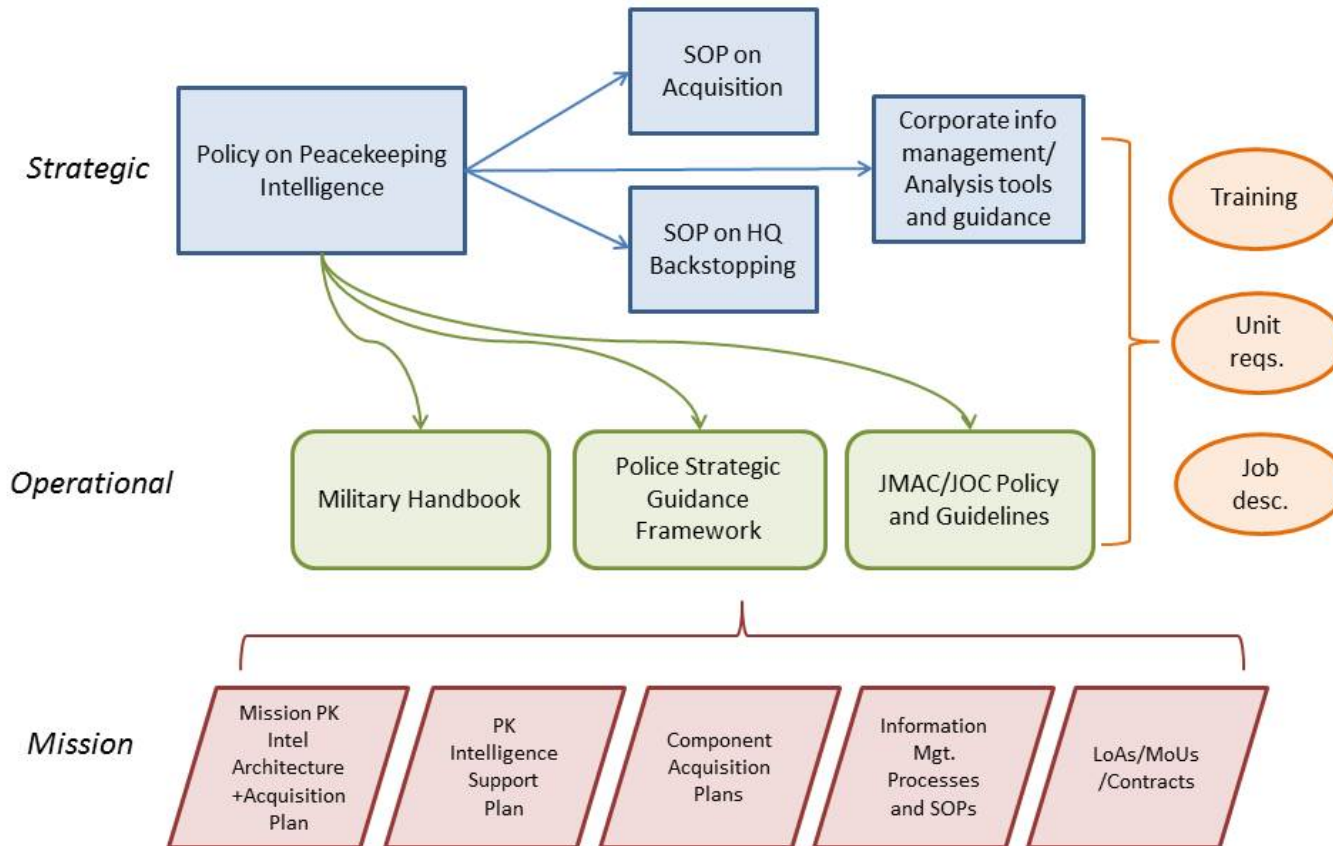 Strategic
Policy on Peacekeeping
Intelligence
SOP on
Acquisition
SOP on HQ
Backstopping
Corporate info
management/
Analysis tools
and guidance
Training
Unit
reqs.
Job
desc.
Operational
Military Handbook
Police Strategic
Guidance
Framework
JMAC/JOC Policy
and Guidelines
Mission
Mission PK
Intel
Architecture
+Acquisition
Plan
PK
Intelligence
Support
Plan
Component
Acquisition
Plans
Information
Mgt.
Processes
and SOPs
LoAs/MoUs
/Contracts